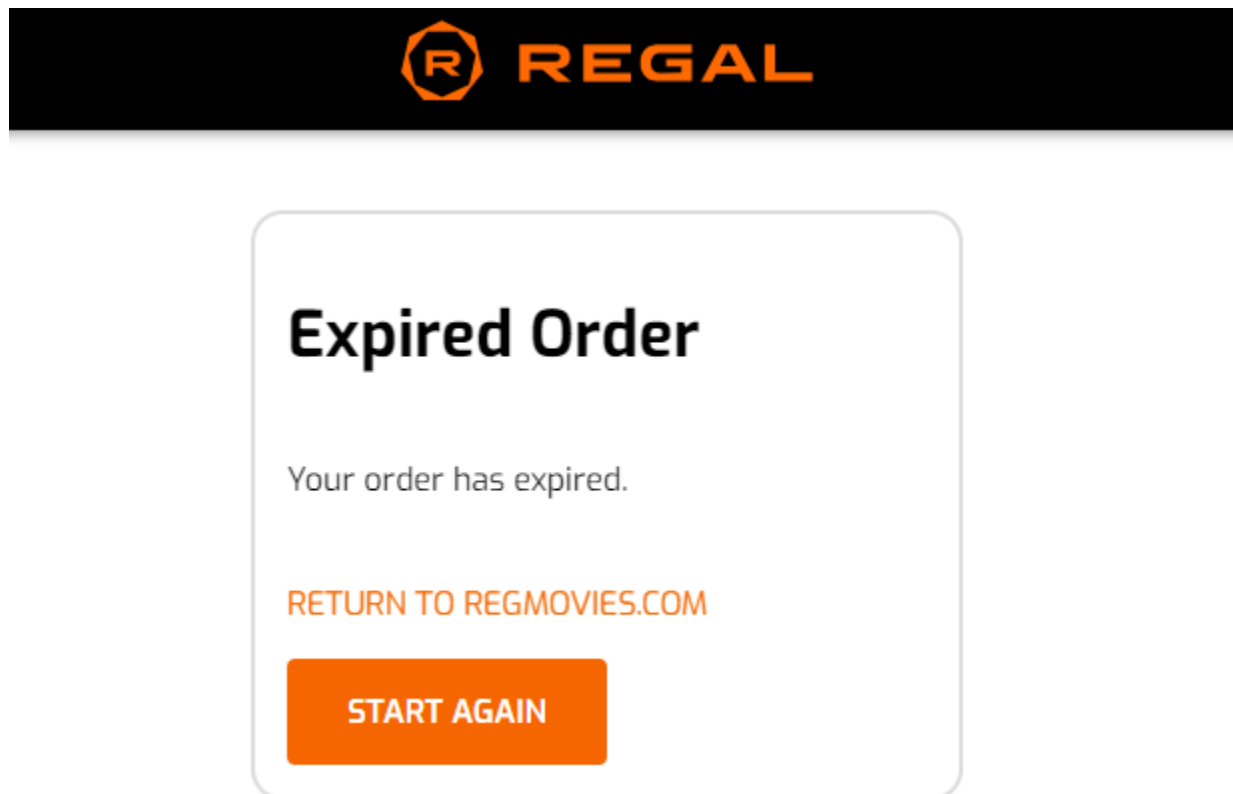 R REGAL
Expired Order
Your order has expired.
RETURN TO REGMOVIES.COM
START AGAIN